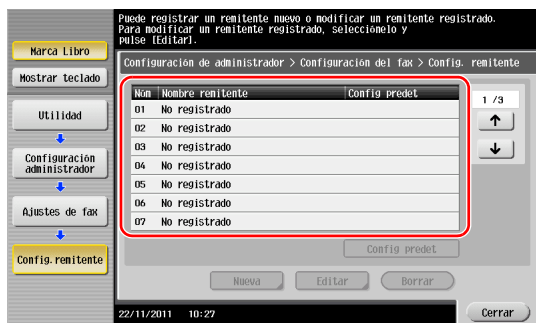 Puede registrar un remitente nuevo o modificar un remitente registrado.
Para modificar un remitente registrado, selecciónelo y
pulse [Editar].
Marca Libro
Mostrar teclado
Utilidad
Configuración
administrador
Ajustes de fax
Config.remitente
Configuración de administrador > Configuración del fax > Config. remitente
Núm Nombre remitente Config predet
01 No registrado
02 No registrado
03 No registrado
04 No registrado
05 No registrado
06 No registrado
07 No registrado
1 /3
Config predet
Nueva Editar Borrar
22/11/2011 10:27
Cerrar